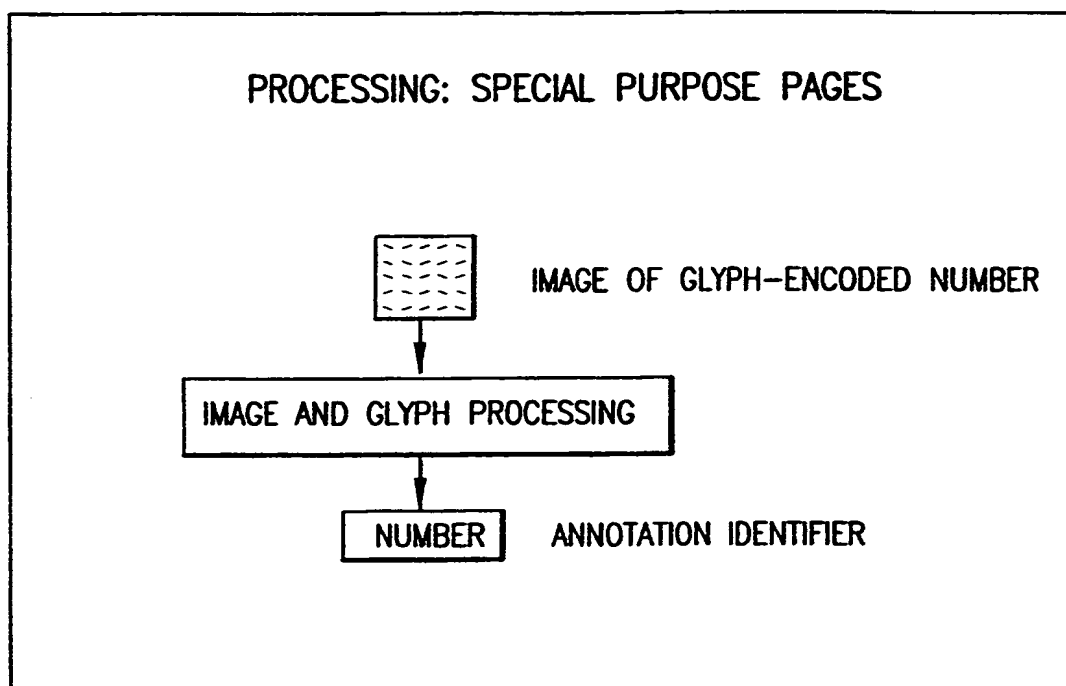 PROCESSING: SPECIAL PURPOSE PAGES
IMAGE OF GLYPH-ENCODED NUMBER
IMAGE AND GLYPH PROCESSING
NUMBER
ANNOTATION IDENTIFIER